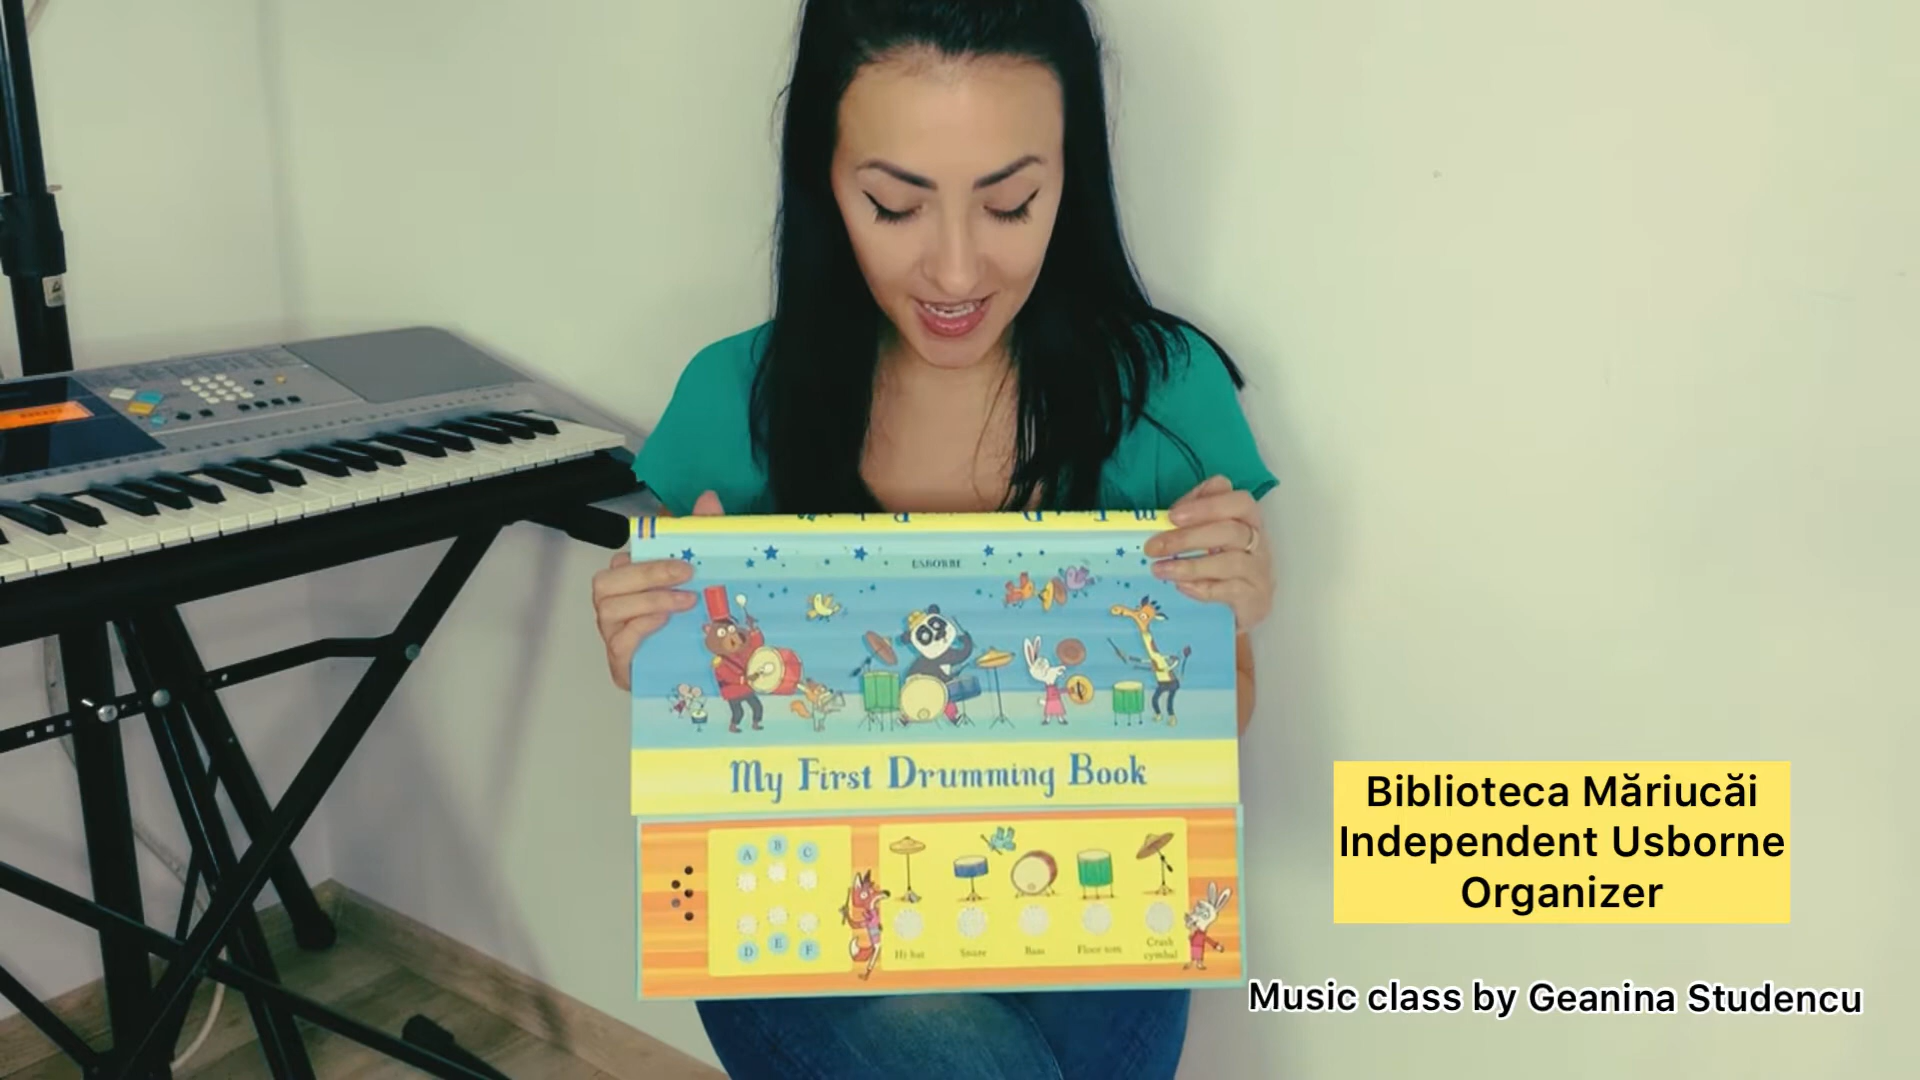 USBORNE
My First Drumming Book
A B C
D E F
Hi hat Snare Bass Floor tom Crash cymbal
Biblioteca Măriucăi
Independent Usborne
Organizer
Music class by Geanina Studencu